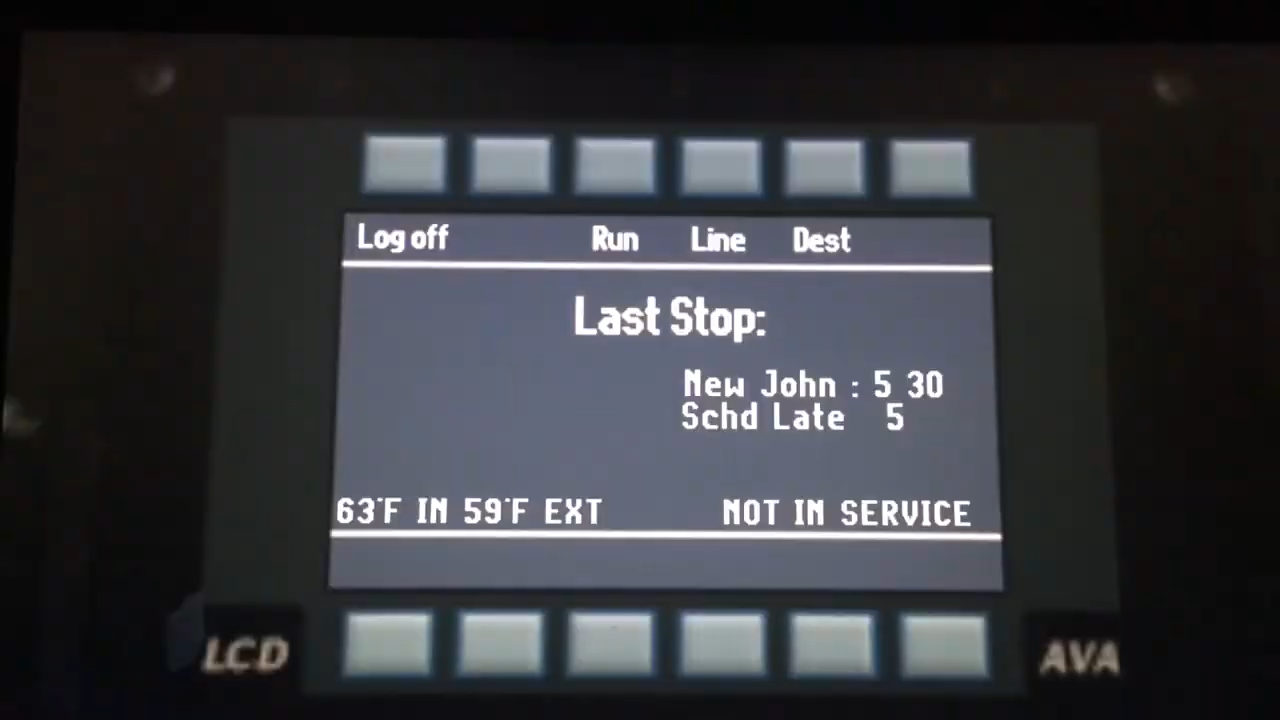 Log off Run Line Dest
Last Stop:
New John : 5 30
Schd Late 5
63°F IN 59°F EXT NOT IN SERVICE
LCD AVA